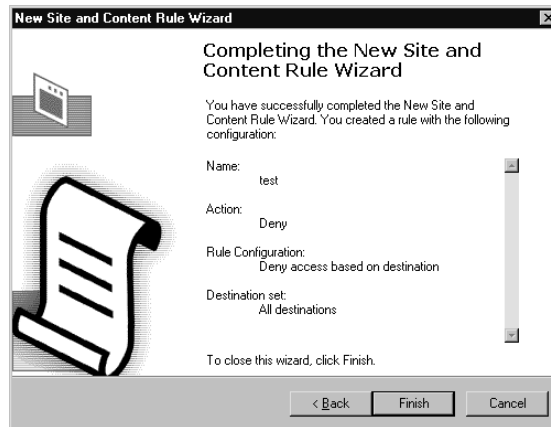 New Site and Content Rule Wizard
Completing the New Site and
Content Rule Wizard
You have successfully completed the New Site and
Content Rule Wizard. You created a rule with the following
configuration:
Name:
test
Action:
Deny
Rule Configuration:
Deny access based on destination
Destination set:
All destinations
To close this wizard, click Finish.
< Back Finish Cancel